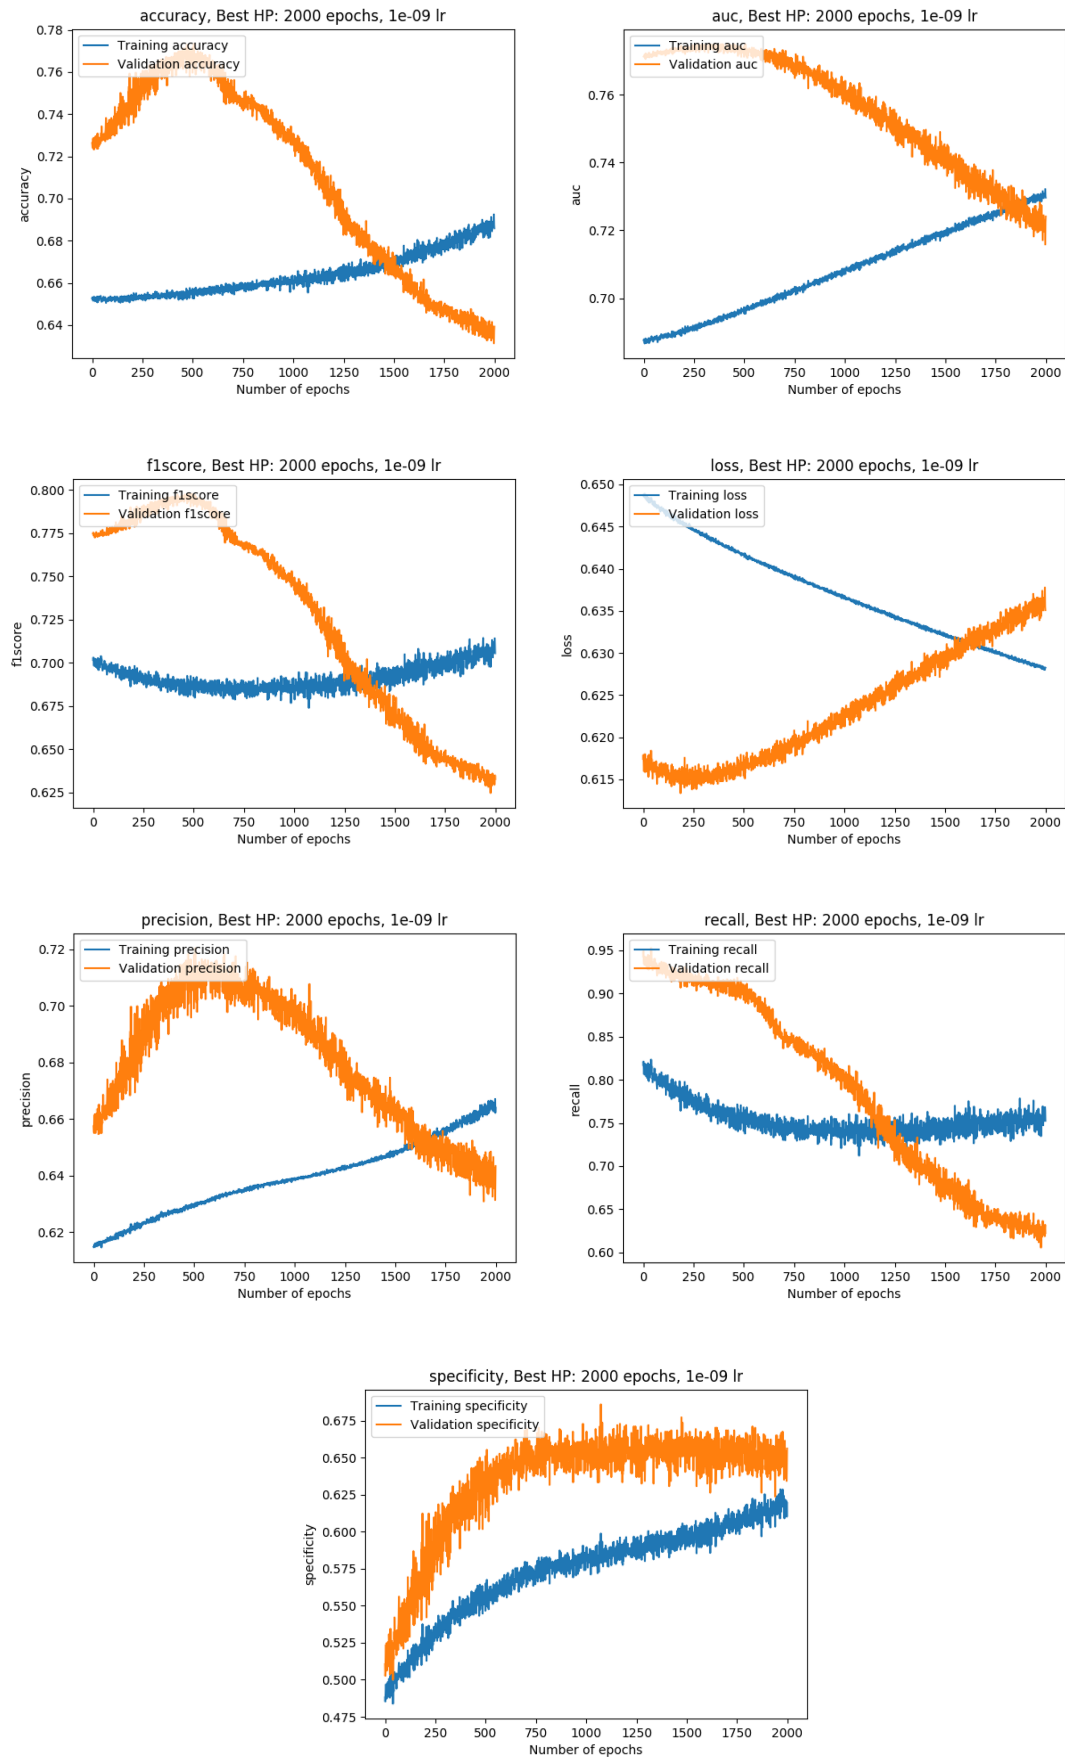 accuracy, Best HP: 2000 epochs, 1e-09 lr
Training accuracy
Validation accuracy
0.78
0.76
0.74
0.72
0.70
0.68
0.66
0.64
accuracy
0 250 500 750 1000 1250 1500 1750 2000
Number of epochs
auc, Best HP: 2000 epochs, 1e-09 lr
Training auc
Validation auc
0.76
0.74
0.72
0.70
auc
0 250 500 750 1000 1250 1500 1750 2000
Number of epochs
f1score, Best HP: 2000 epochs, 1e-09 lr
Training f1score
Validation f1score
0.800
0.775
0.750
0.725
0.700
0.675
0.650
0.625
f1score
0 250 500 750 1000 1250 1500 1750 2000
Number of epochs
loss, Best HP: 2000 epochs, 1e-09 lr
Training loss
Validation loss
0.650
0.645
0.640
0.635
0.630
0.625
0.620
0.615
loss
0 250 500 750 1000 1250 1500 1750 2000
Number of epochs
precision, Best HP: 2000 epochs, 1e-09 lr
Training precision
Validation precision
0.72
0.70
0.68
0.66
0.64
0.62
precision
0 250 500 750 1000 1250 1500 1750 2000
Number of epochs
recall, Best HP: 2000 epochs, 1e-09 lr
Training recall
Validation recall
0.95
0.90
0.85
0.80
0.75
0.70
0.65
0.60
recall
0 250 500 750 1000 1250 1500 1750 2000
Number of epochs
specificity, Best HP: 2000 epochs, 1e-09 lr
Training specificity
Validation specificity
0.675
0.650
0.625
0.600
0.575
0.550
0.525
0.500
0.475
specificity
0 250 500 750 1000 1250 1500 1750 2000
Number of epochs